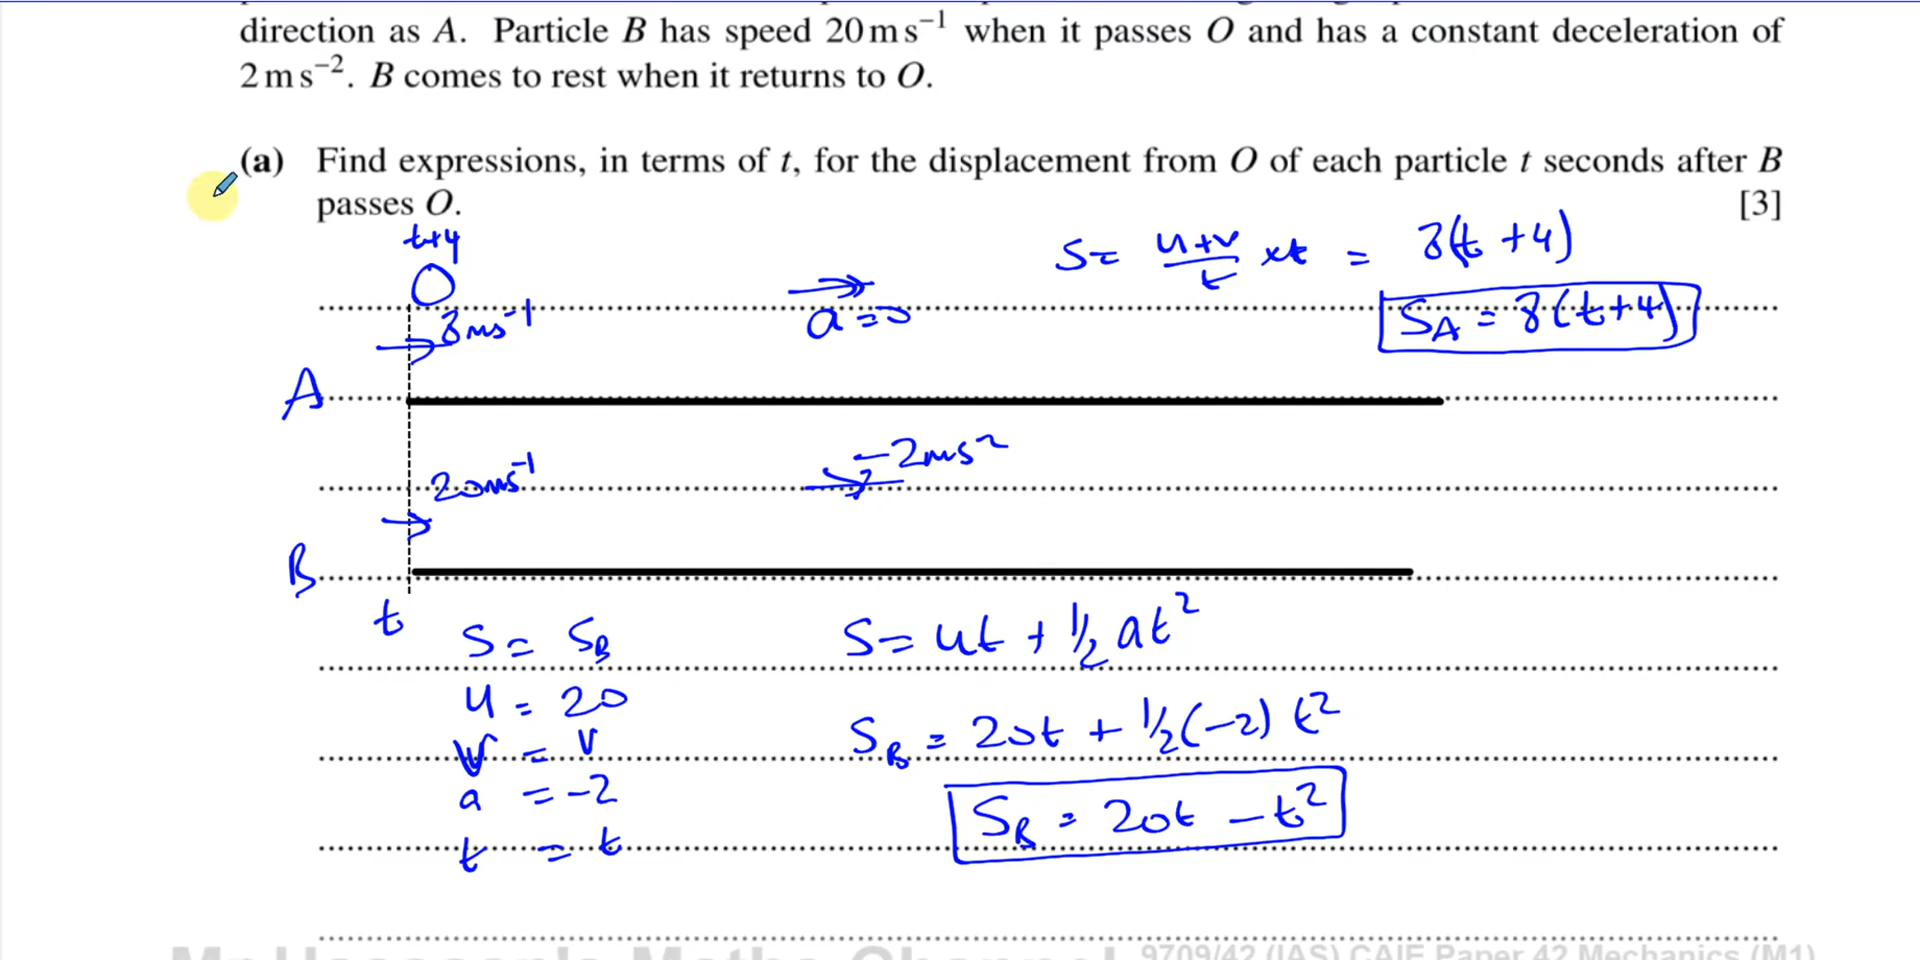 direction as A. Particle B has speed 20 m s⁻¹ when it passes O and has a constant deceleration of
2 m s⁻². B comes to rest when it returns to O.
(a) Find expressions, in terms of t, for the displacement from O of each particle t seconds after B
passes O. [3]
t+4
O
8ms⁻¹
a=0
S= u+v/t xt = 8(t+4)
S_A = 8(t+4)
A
20ms⁻¹
-2ms²
B
t
S = S_B
u = 20
v = v
a = -2
t = t
S = ut + ½ at²
S_B = 20t + ½(-2) t²
S_B = 20t - t²
9709/42 (IAS) CAIE Paper 42 Mechanics (M1)